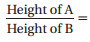 Height of A
Height of B =